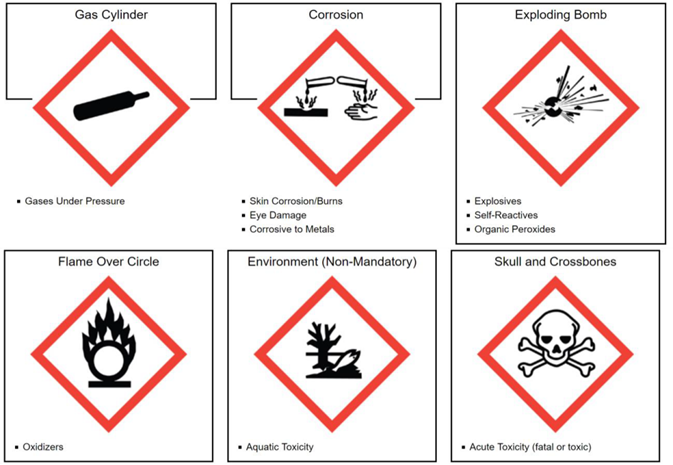 Gas Cylinder
Corrosion
Exploding Bomb
▪ Gases Under Pressure
▪ Skin Corrosion/Burns
▪ Eye Damage
▪ Corrosive to Metals
▪ Explosives
▪ Self-Reactives
▪ Organic Peroxides
Flame Over Circle
Environment (Non-Mandatory)
Skull and Crossbones
▪ Oxidizers
▪ Aquatic Toxicity
▪ Acute Toxicity (fatal or toxic)